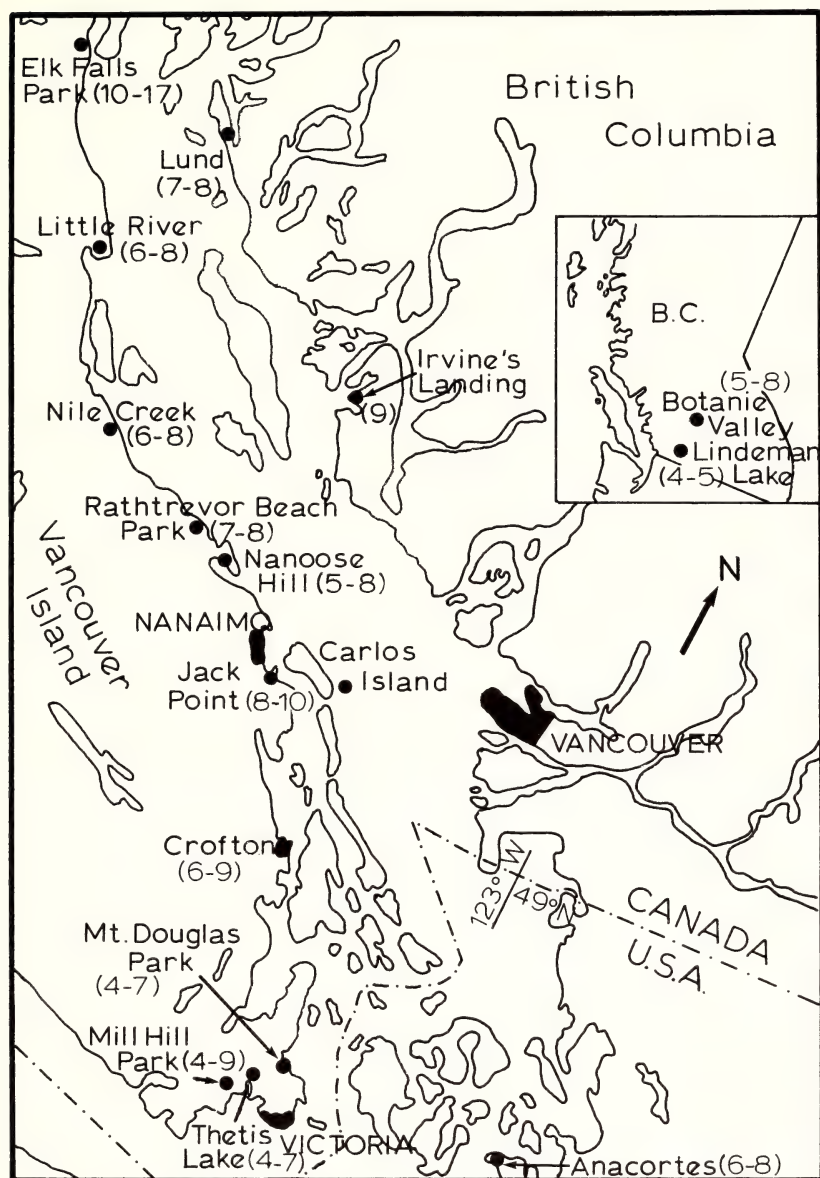 Elk Falls
Park (10-17)
British
Columbia
Lund
(7-8)
Little River
(6-8)
B.C.
(5-8)
Botanie
Valley
Lindeman
Lake
(4-5)
Irvine's
Landing
(9)
Nile Creek
(6-8)
Rathtrevor Beach
Park (7-8)
Nanoose
Hill (5-8)
Vancouver
Island
N
NANAIMO
Jack
Point (8-10)
Carlos
Island
VANCOUVER
Crofton
(6-9)
123° W
49° N
CANADA
U.S.A.
Mt. Douglas
Park
(4-7)
Mill Hill
Park (4-9)
Thetis
Lake (4-7)
VICTORIA
Anacortes (6-8)